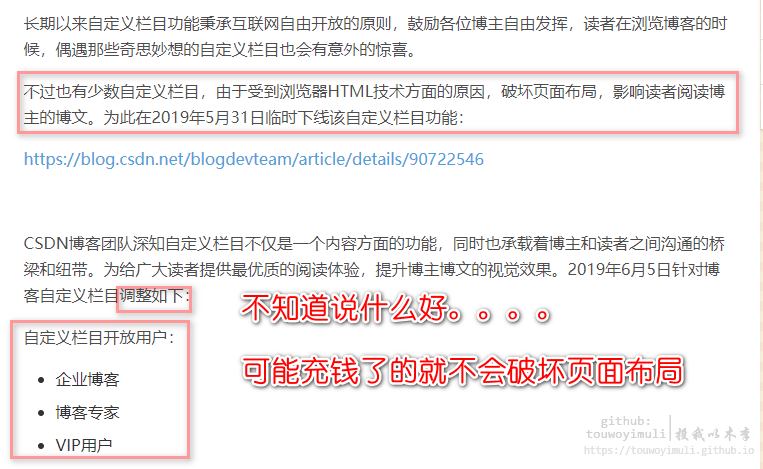 长期以来自定义栏目功能秉承互联网自由开放的原则，鼓励各位博主自由发挥，读者在浏览博客的时
候，偶遇那些奇思妙想的自定义栏目也会有意外的惊喜。
不过也有少数自定义栏目，由于受到浏览器HTML技术方面的原因，破坏页面布局，影响读者阅读博
主的博文。为此在2019年5月31日临时下线该自定义栏目功能：
https://blog.csdn.net/blogdevteam/article/details/90722546
CSDN博客团队深知自定义栏目不仅是一个内容方面的功能，同时也承载着博主和读者之间沟通的桥
梁和纽带。为给广大读者提供最优质的阅读体验，提升博主博文的视觉效果。2019年6月5日针对博
客自定义栏目调整如下：
不知道说什么好。。。。
自定义栏目开放用户：
可能充钱了的就不会破坏页面布局
• 企业博客
• 博客专家
• VIP用户
github:
touwoyimuli
投我以木李
https://touwoyimuli.github.io